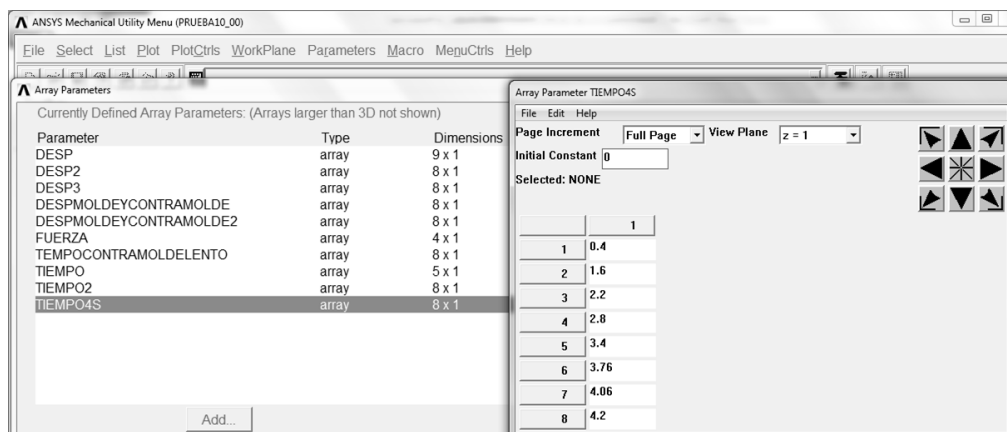 ANSYS Mechanical Utility Menu (PRUEBA10_00)
File Select List Plot PlotCtrls WorkPlane Parameters Macro MenuCtrls Help
Array Parameters
Currently Defined Array Parameters: (Arrays larger than 3D not shown)
Parameter Type Dimensions
DESP array 9 x 1
DESP2 array 8 x 1
DESP3 array 8 x 1
DESPMOLDEYCONTRAMOLDE array 8 x 1
DESPMOLDEYCONTRAMOLDE2 array 8 x 1
FUERZA array 4 x 1
TEMPOCONTRAMOLDELENTO array 8 x 1
TIEMPO array 5 x 1
TIEMPO2 array 8 x 1
TIEMPO4S array 8 x 1
Add...
Array Parameter TIEMPO4S
File Edit Help
Page Increment Full Page View Plane z = 1
Initial Constant 0
Selected: NONE
1
1 0.4
2 1.6
3 2.2
4 2.8
5 3.4
6 3.76
7 4.06
8 4.2